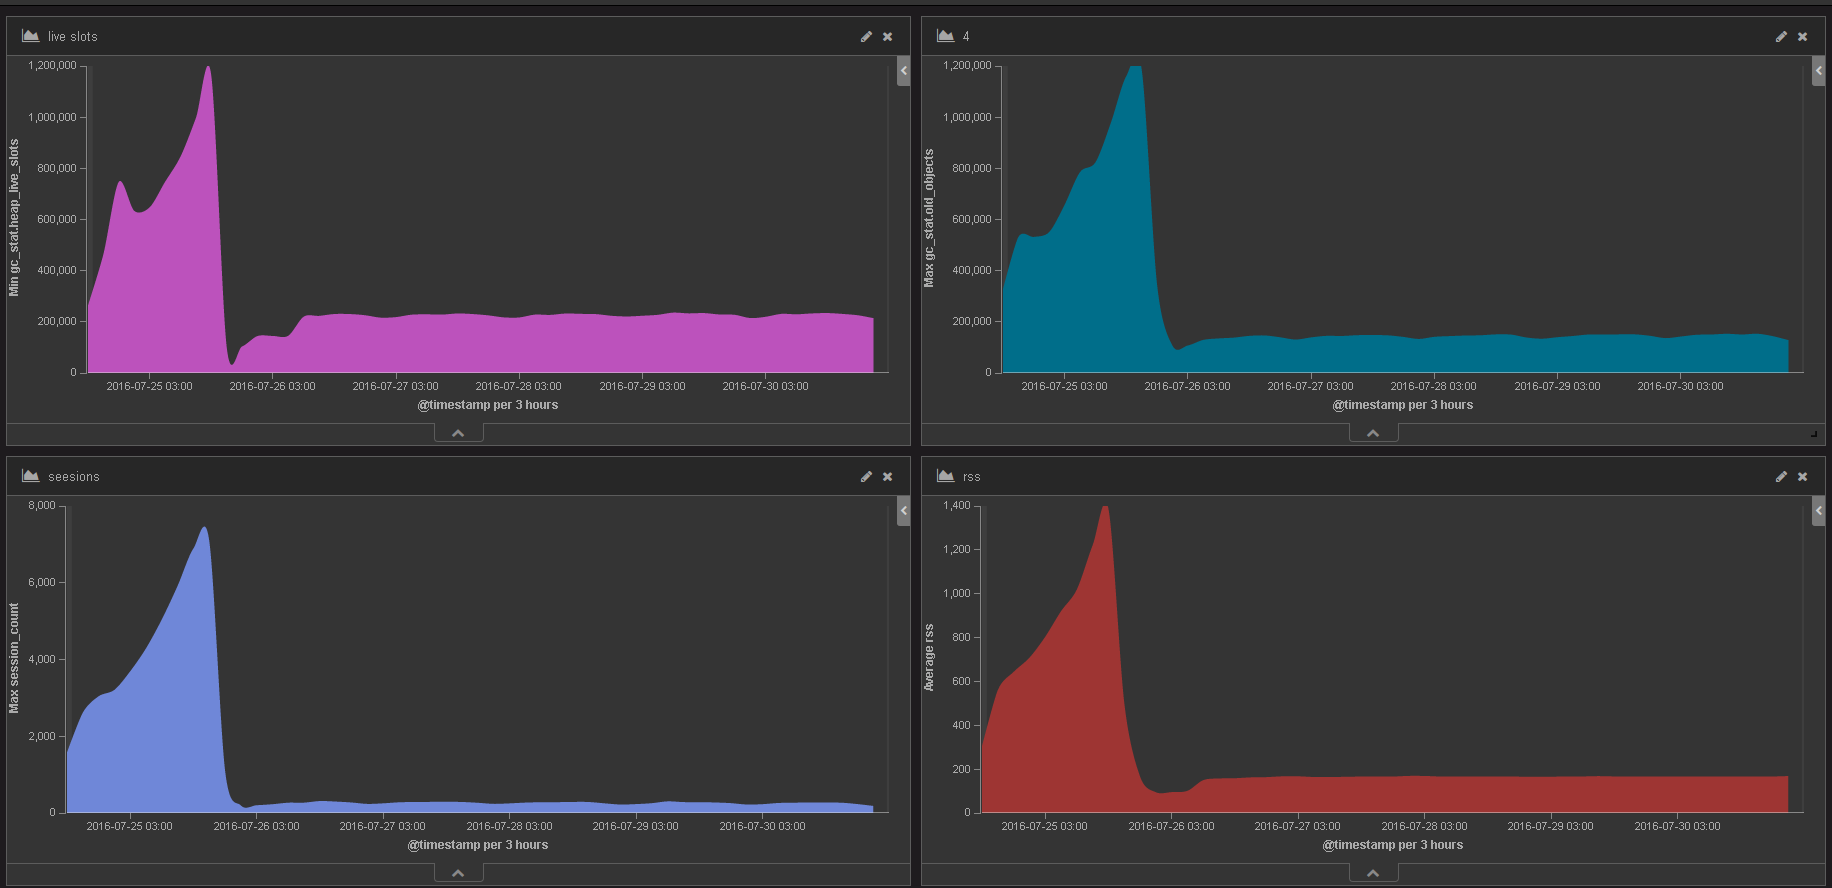 live slots
1,200,000
1,000,000
800,000
600,000
400,000
200,000
0
Min gc_stat.heap_live_slots
2016-07-25 03:00 2016-07-26 03:00 2016-07-27 03:00 2016-07-28 03:00 2016-07-29 03:00 2016-07-30 03:00
@timestamp per 3 hours
4
1,200,000
1,000,000
800,000
600,000
400,000
200,000
0
Max gc_stat.old_objects
2016-07-25 03:00 2016-07-26 03:00 2016-07-27 03:00 2016-07-28 03:00 2016-07-29 03:00 2016-07-30 03:00
@timestamp per 3 hours
seesions
8,000
6,000
4,000
2,000
0
Max session_count
2016-07-25 03:00 2016-07-26 03:00 2016-07-27 03:00 2016-07-28 03:00 2016-07-29 03:00 2016-07-30 03:00
@timestamp per 3 hours
rss
1,400
1,200
1,000
800
600
400
200
0
Average rss
2016-07-25 03:00 2016-07-26 03:00 2016-07-27 03:00 2016-07-28 03:00 2016-07-29 03:00 2016-07-30 03:00
@timestamp per 3 hours